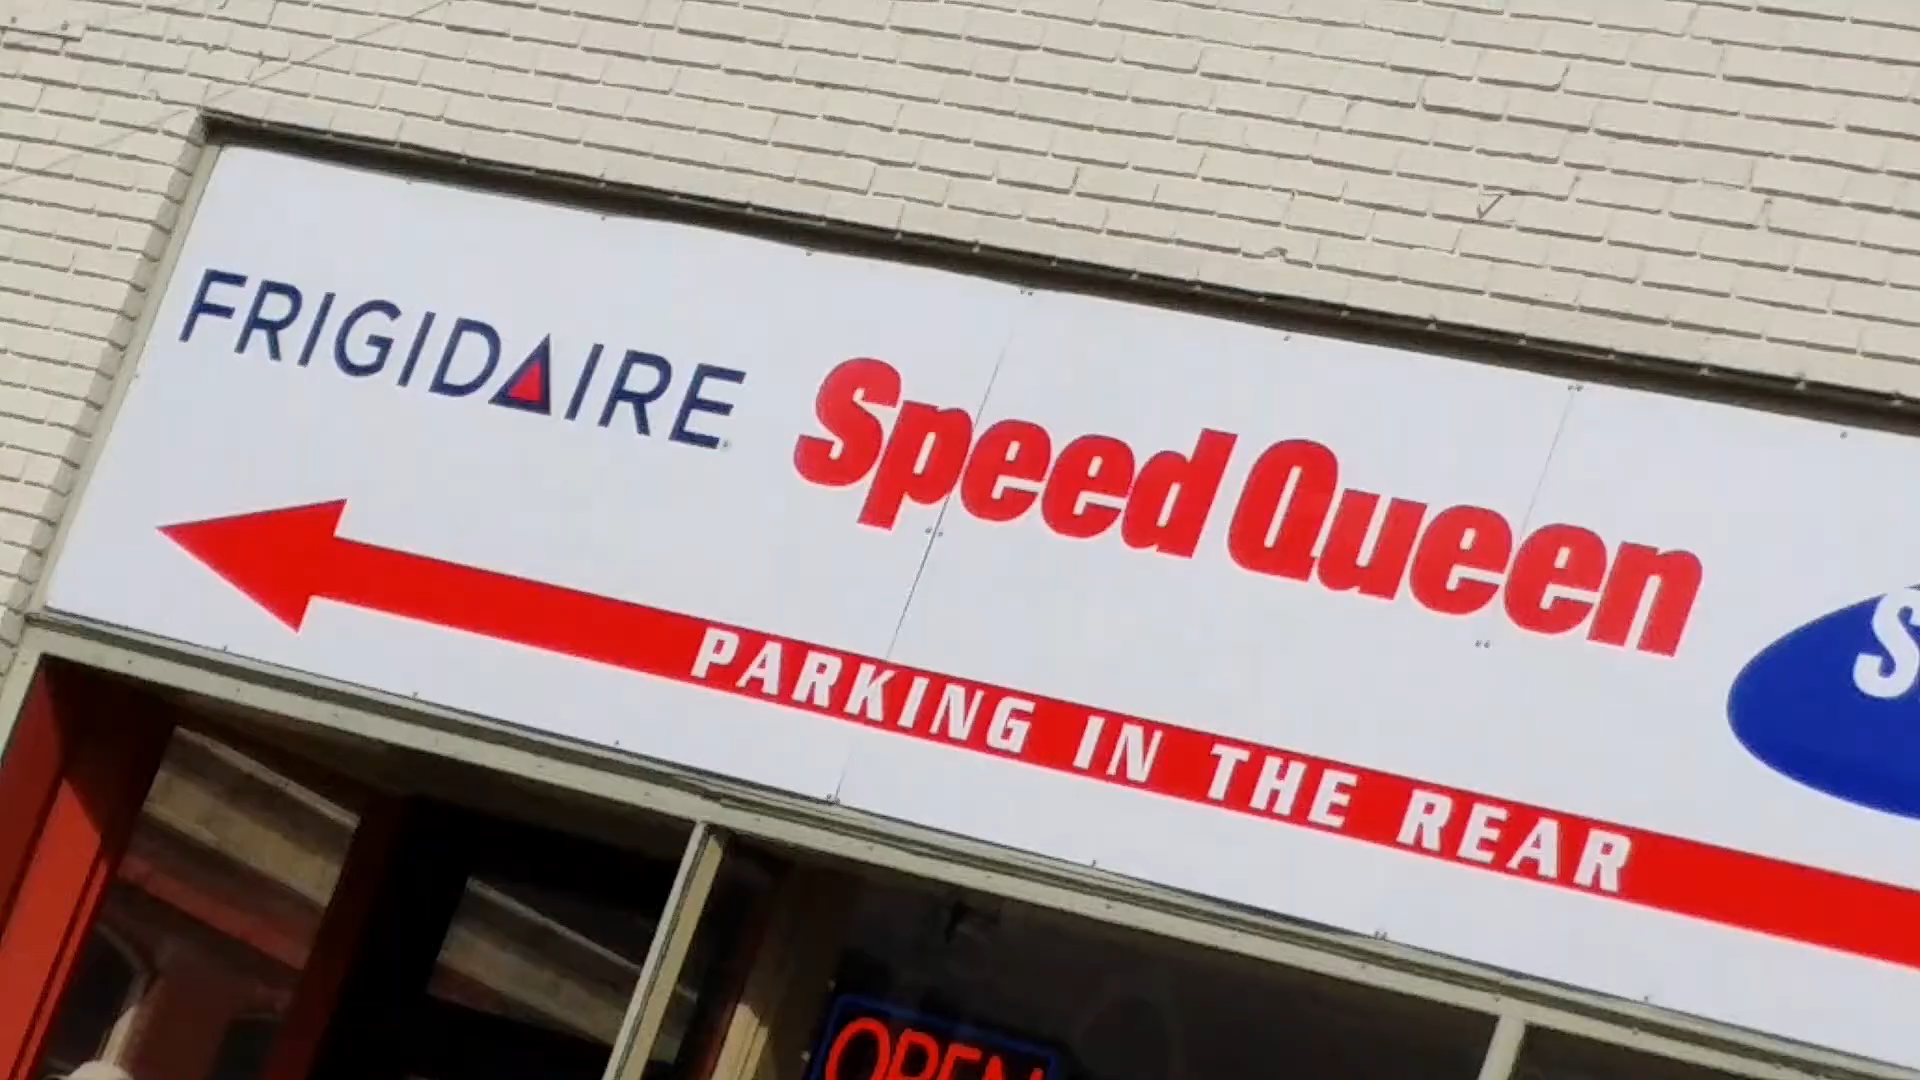 FRIGIDAIRE
Speed Queen
S
PARKING IN THE REAR
OPEN